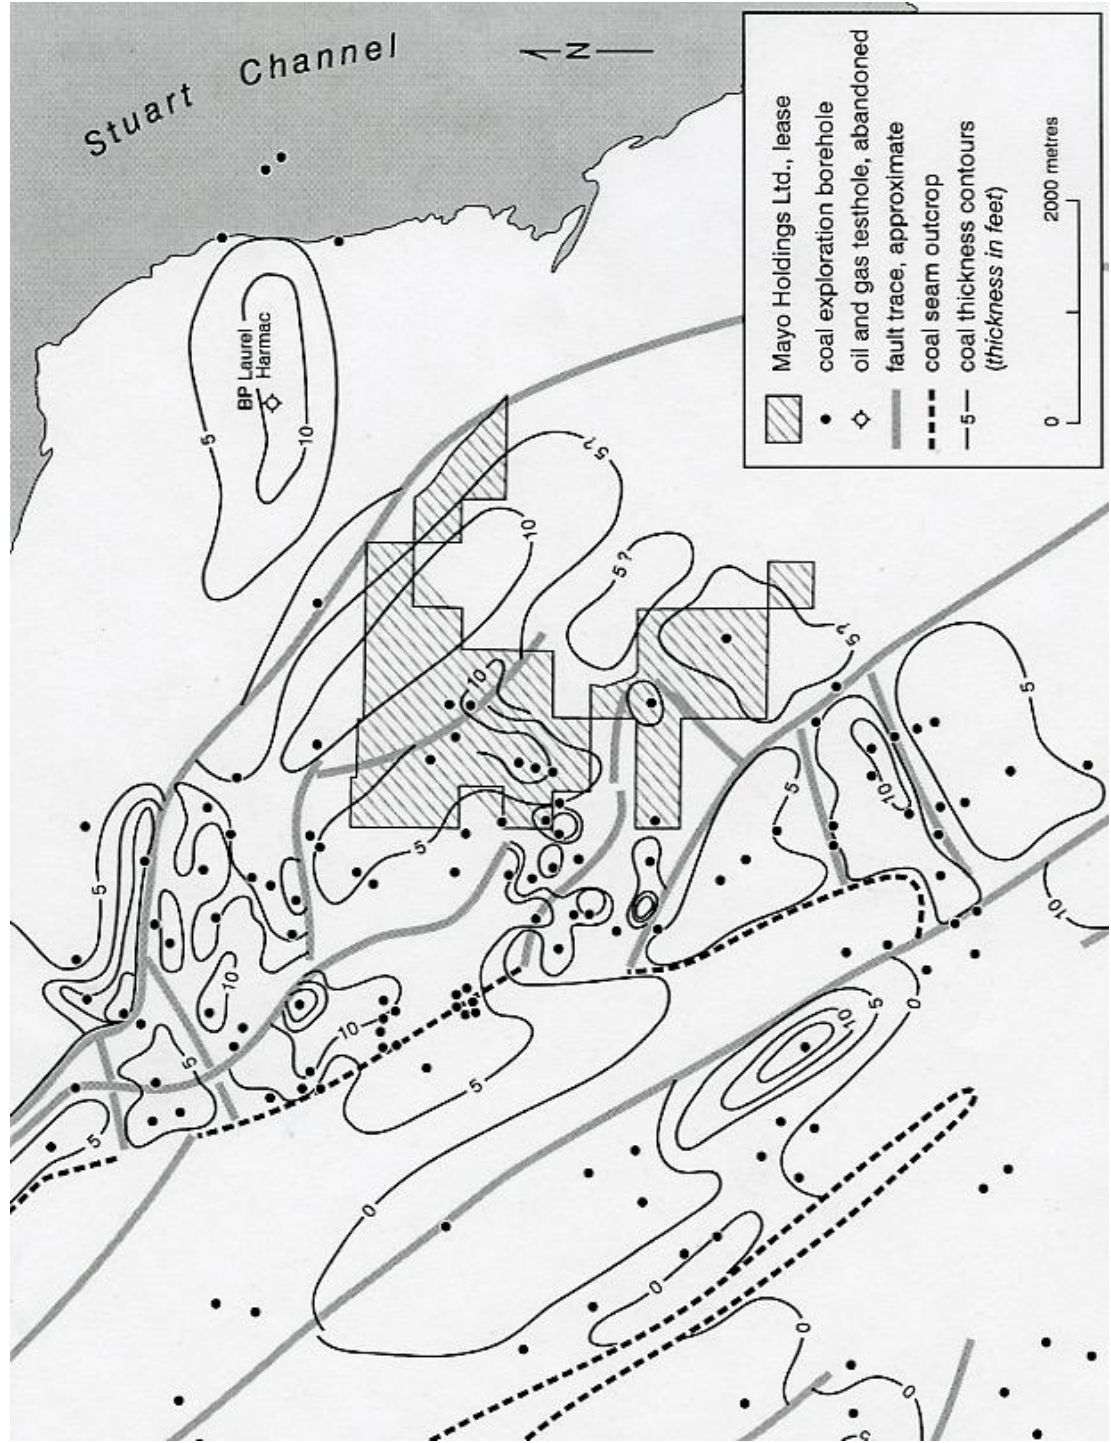 Stuart Channel
N
Mayo Holdings Ltd., lease
coal exploration borehole
oil and gas testhole, abandoned
fault trace, approximate
coal seam outcrop
—5— coal thickness contours
(thickness in feet)
0 2000 metres
BP Laurel
Harmac
5
10
5?
10
5?
5?
10
5
5
10
5
5
10
5
10
5
5
10
10
5
0
0
0
0
0
5